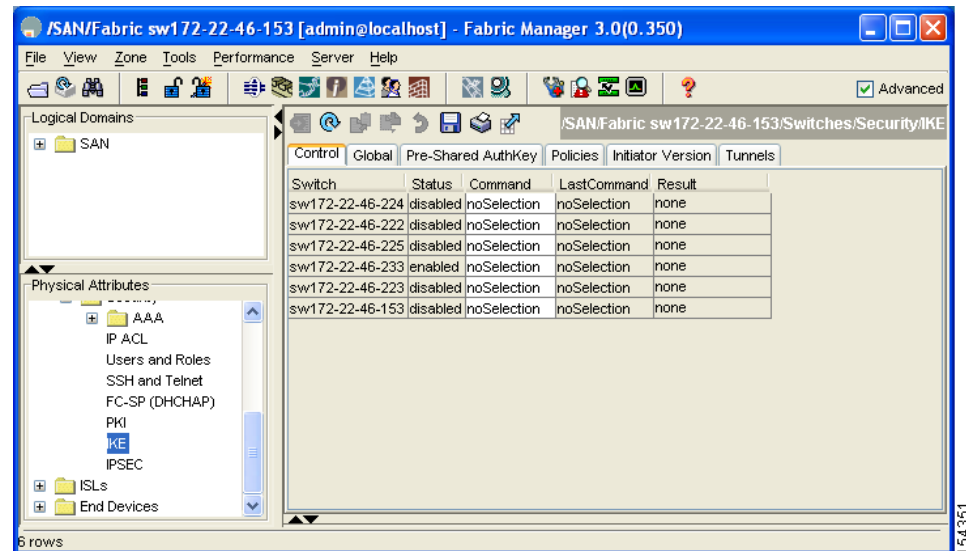 /SAN/Fabric sw172-22-46-153 [admin@localhost] - Fabric Manager 3.0(0.350)
File View Zone Tools Performance Server Help
Advanced
Logical Domains
SAN
/SAN/Fabric sw172-22-46-153/Switches/Security/IKE
Control Global Pre-Shared AuthKey Policies Initiator Version Tunnels
Switch Status Command LastCommand Result
sw172-22-46-224 disabled noSelection noSelection none
sw172-22-46-222 disabled noSelection noSelection none
sw172-22-46-225 disabled noSelection noSelection none
sw172-22-46-233 enabled noSelection noSelection none
sw172-22-46-223 disabled noSelection noSelection none
sw172-22-46-153 disabled noSelection noSelection none
Physical Attributes
AAA
IP ACL
Users and Roles
SSH and Telnet
FC-SP (DHCHAP)
PKI
IKE
IPSEC
ISLs
End Devices
6 rows